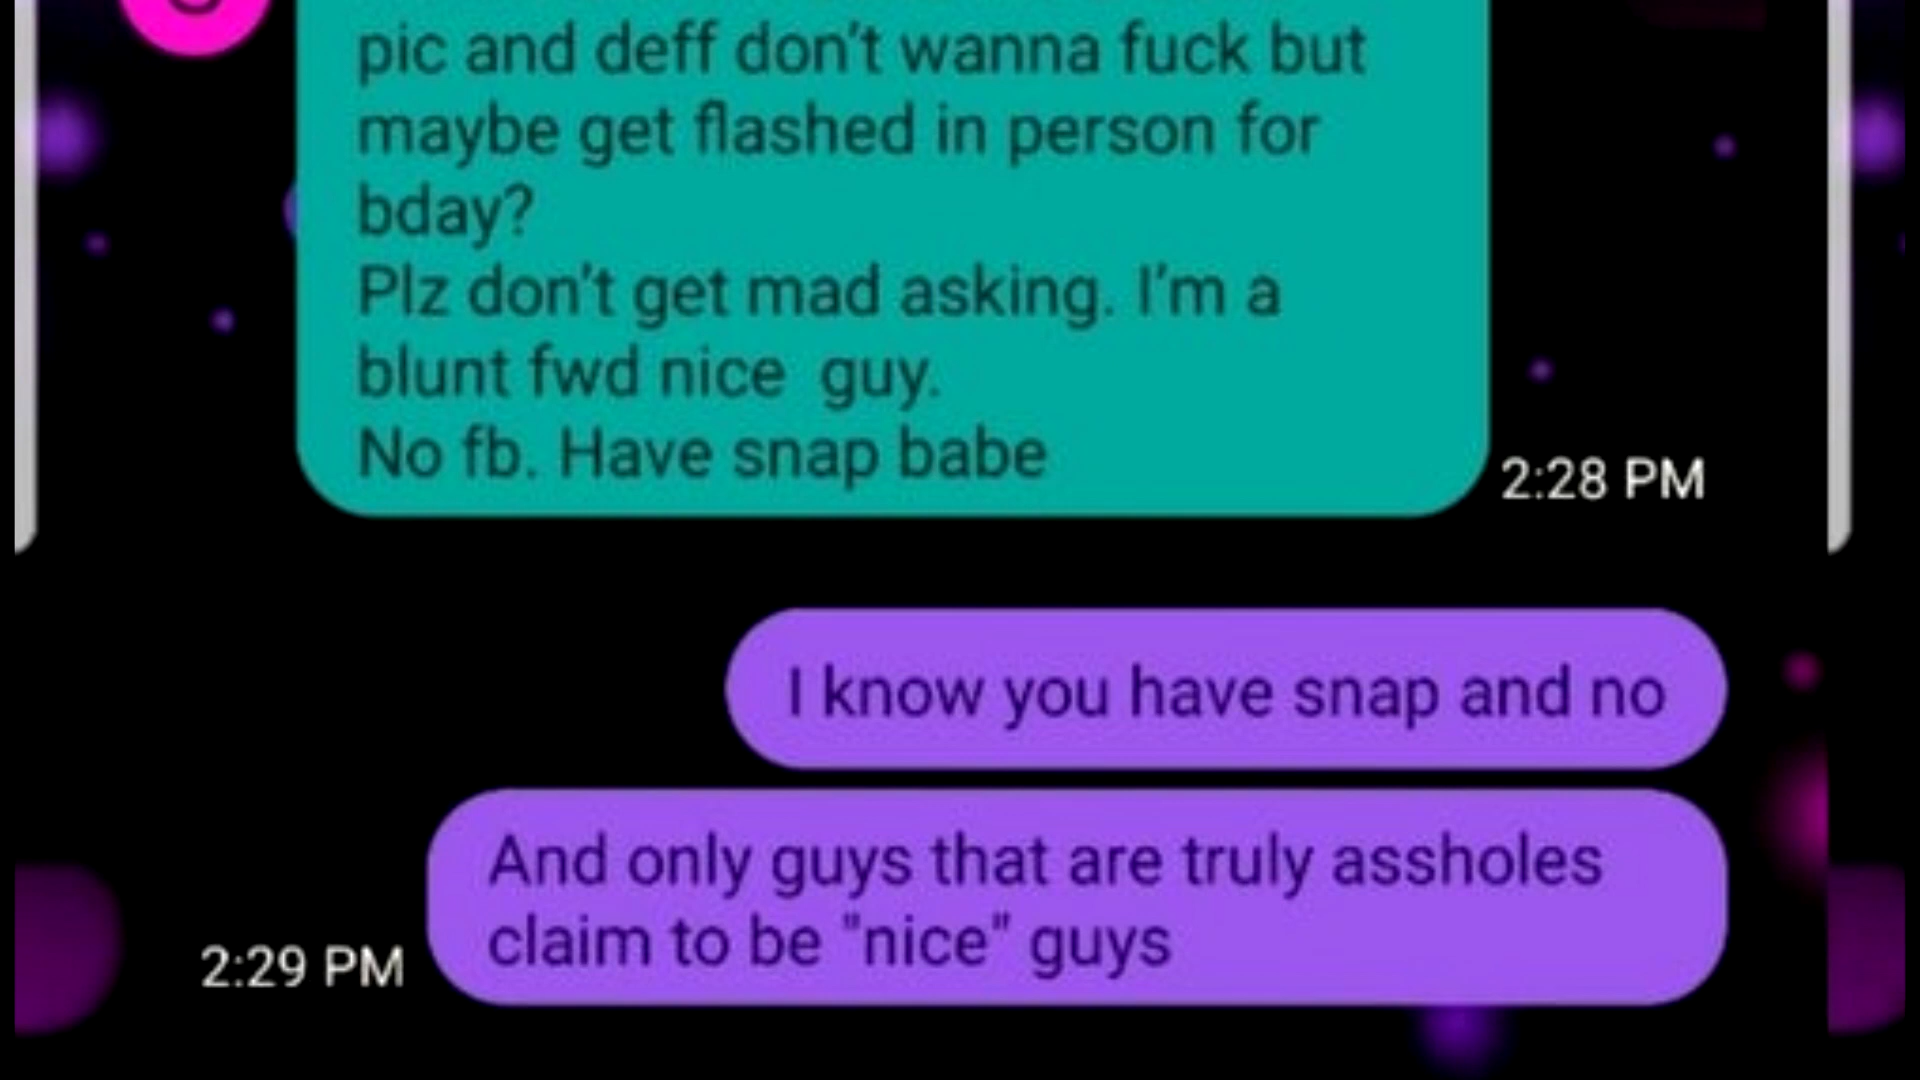 pic and deff don't wanna fuck but
maybe get flashed in person for
bday?
Plz don't get mad asking. I'm a
blunt fwd nice  guy.
No fb. Have snap babe
2:28 PM
I know you have snap and no
And only guys that are truly assholes
claim to be "nice" guys
2:29 PM